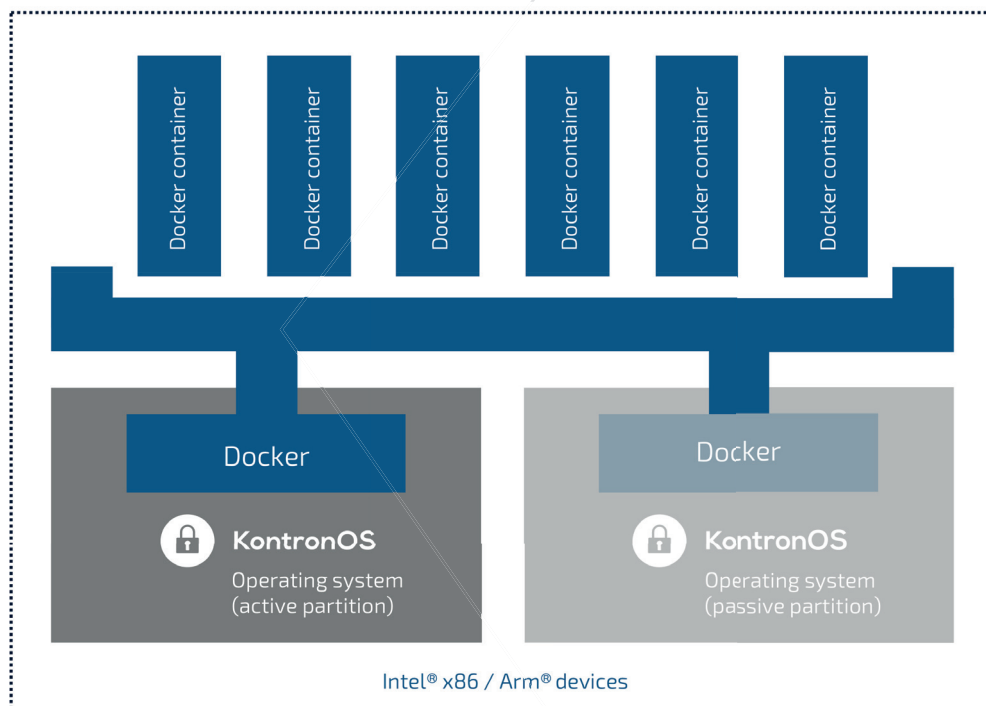 Docker container
Docker container
Docker container
Docker container
Docker container
Docker container
Docker
Docker
KontronOS
Operating system
(active partition)
KontronOS
Operating system
(passive partition)
Intel® x86 / Arm® devices